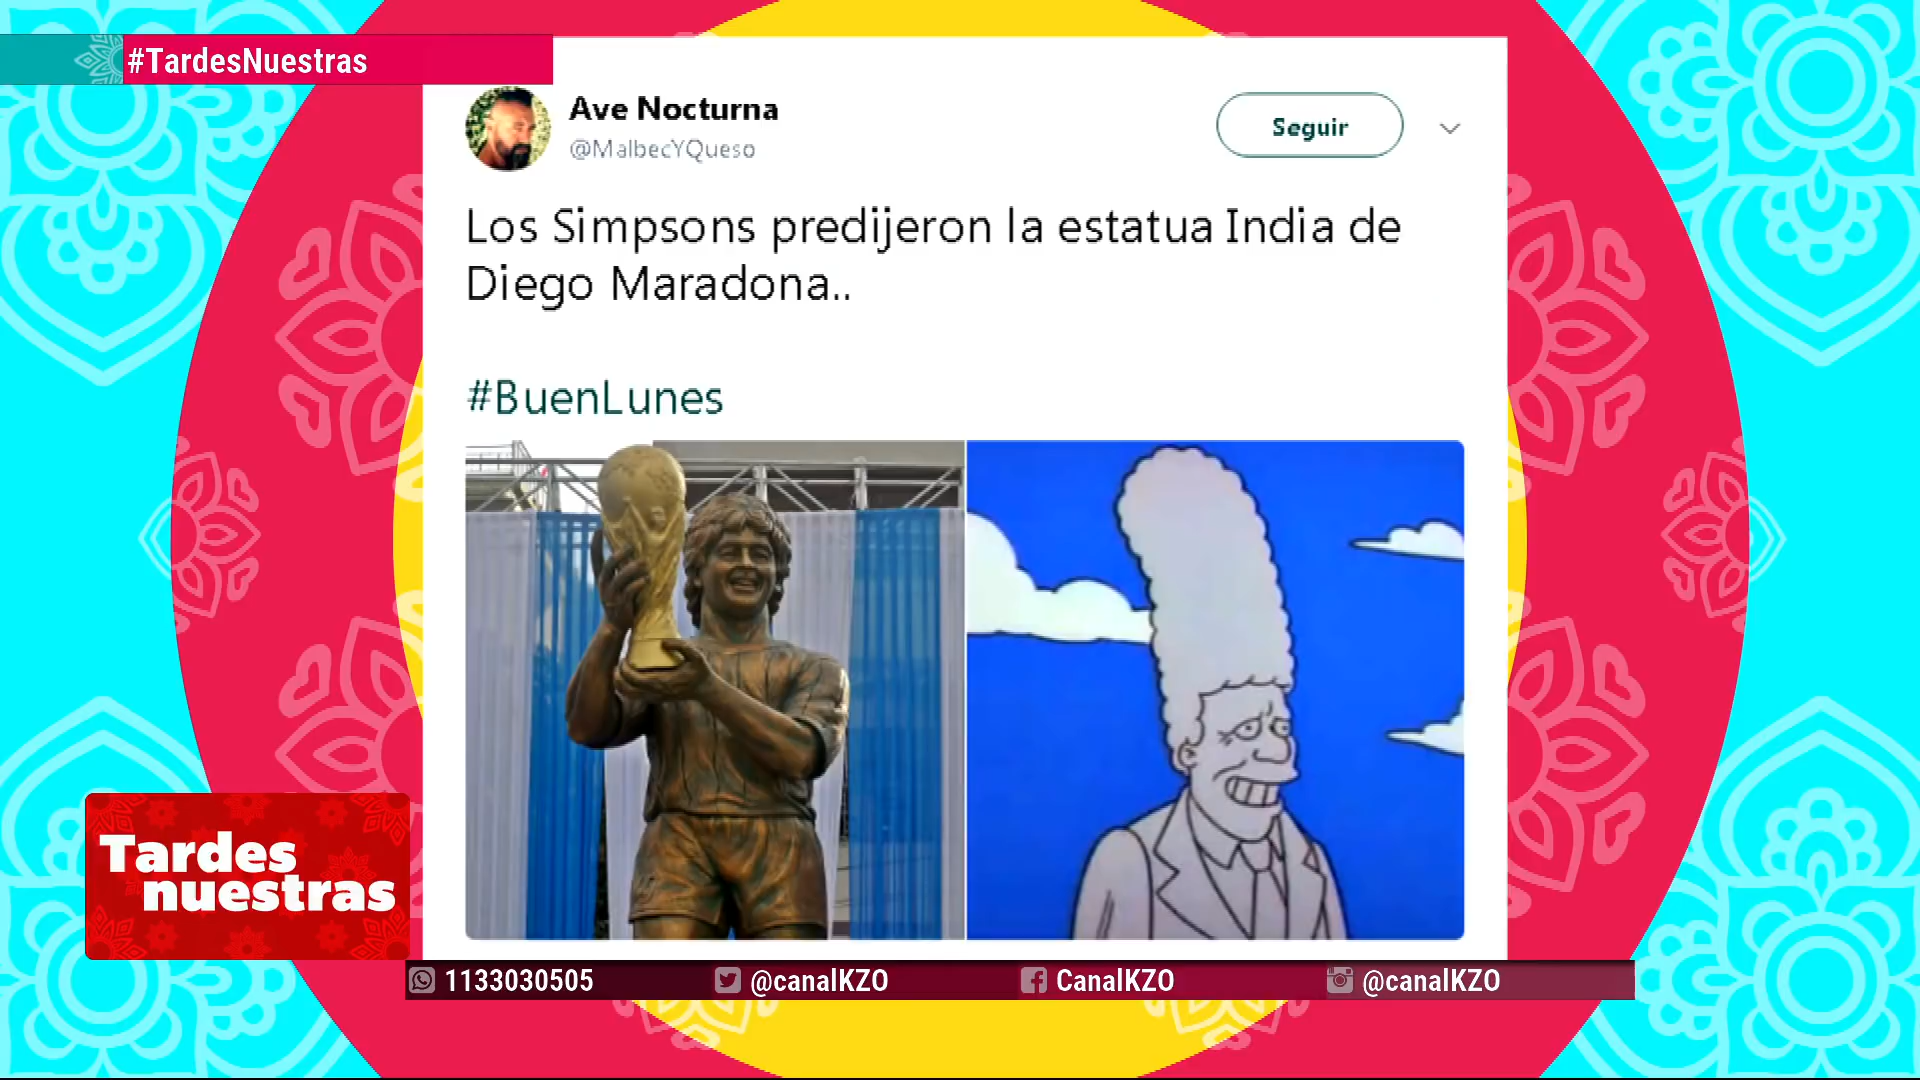 #TardesNuestras
Ave Nocturna
@MalbecYQueso
Seguir
Los Simpsons predijeron la estatua India de
Diego Maradona..
#BuenLunes
Tardes
nuestras
1133030505
@canalKZO
CanalKZO
@canalKZO